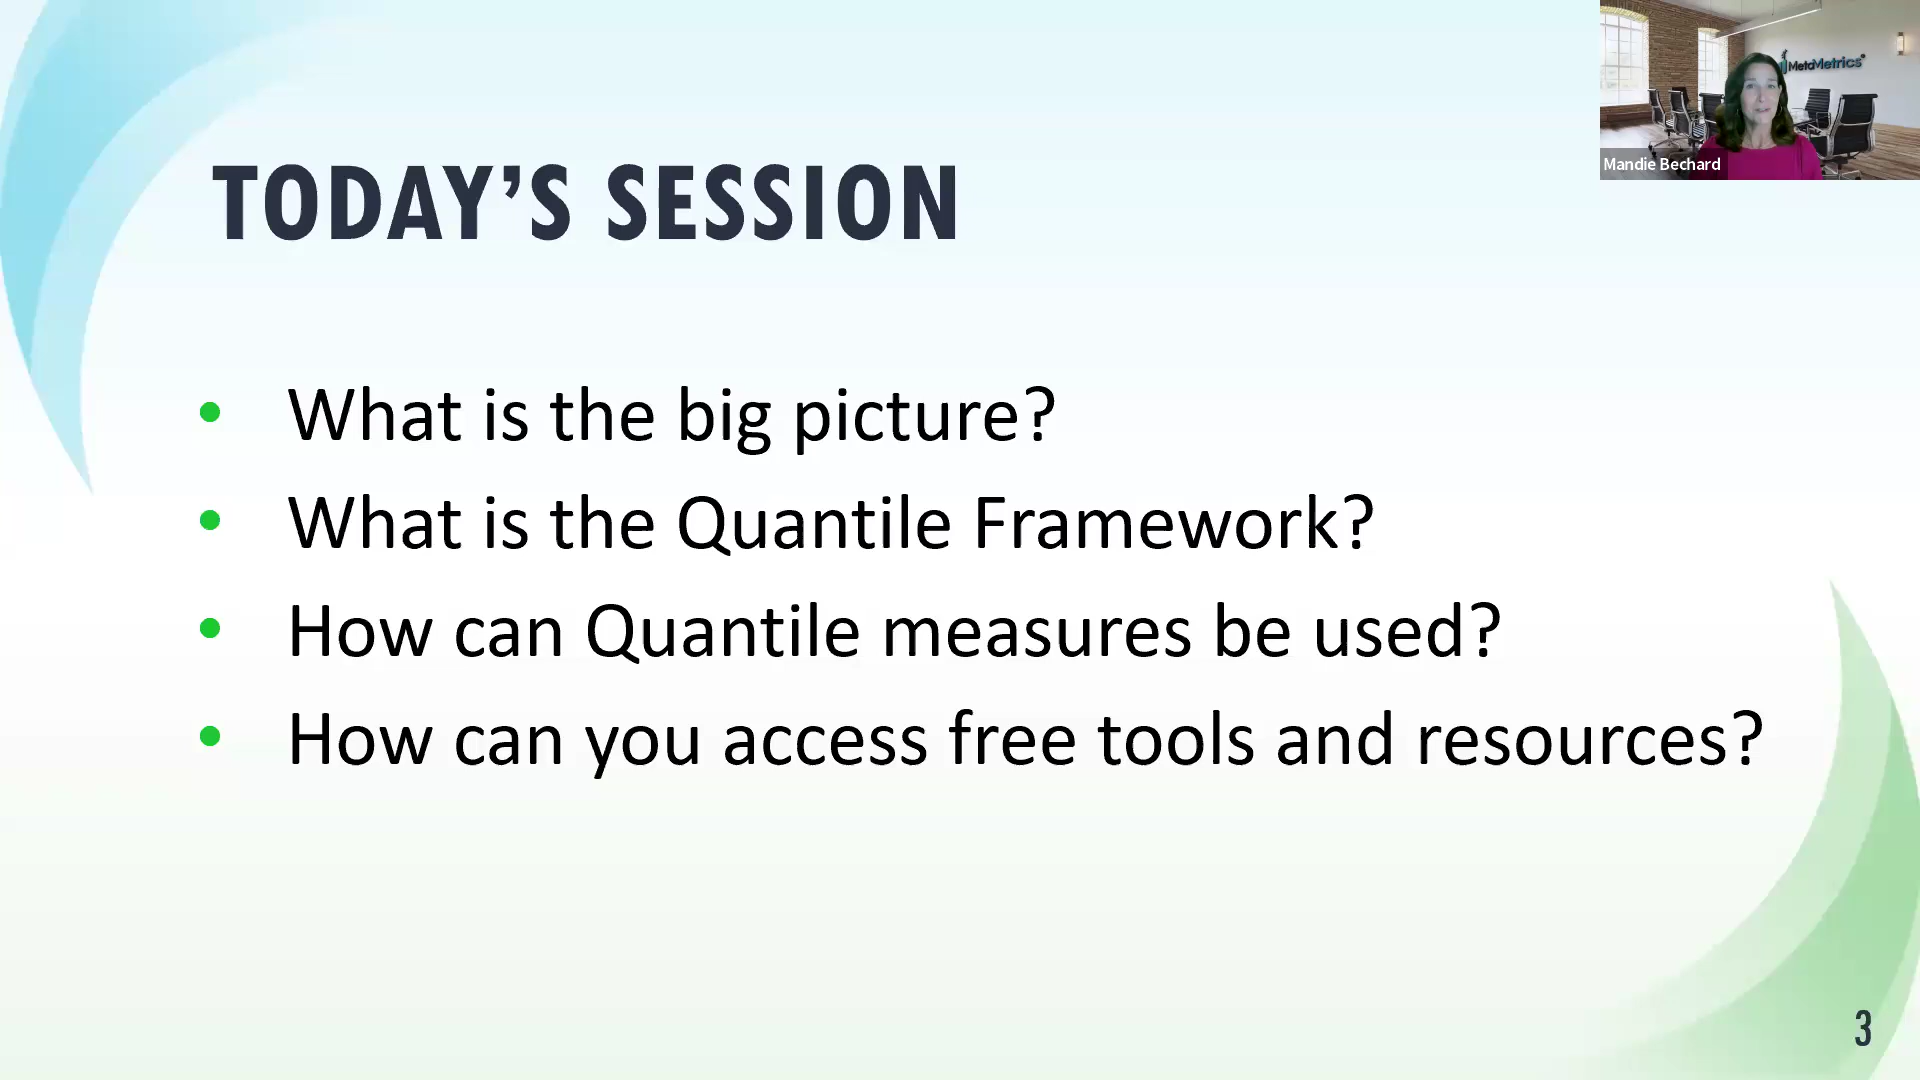 MetaMetrics
Mandie Bechard
TODAY’S SESSION
• What is the big picture?
• What is the Quantile Framework?
• How can Quantile measures be used?
• How can you access free tools and resources?
3